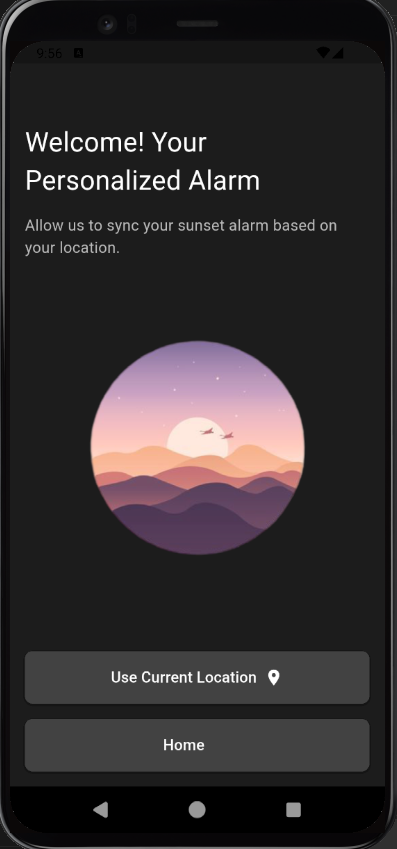 9:56
Welcome! Your
Personalized Alarm
Allow us to sync your sunset alarm based on
your location.
Use Current Location
Home